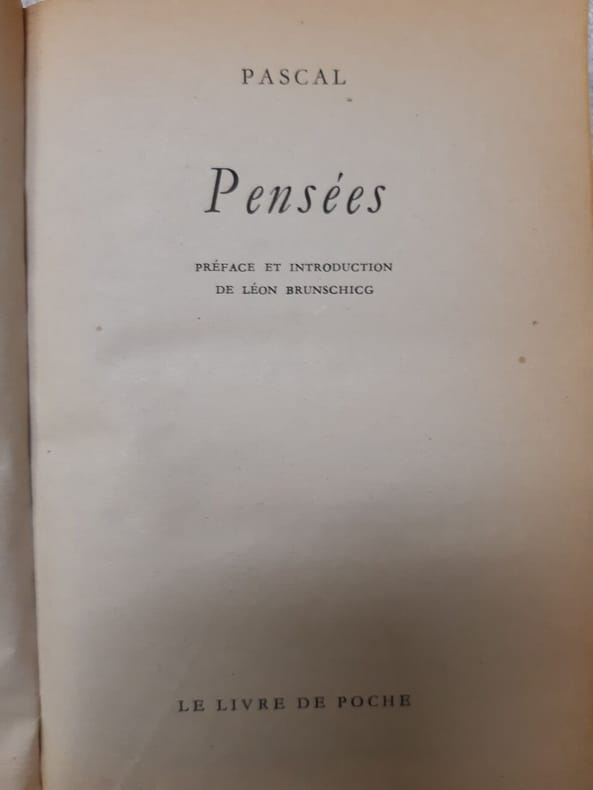 PASCAL
Pensées
PRÉFACE ET INTRODUCTION
DE LÉON BRUNSCHICG
LE LIVRE DE POCHE